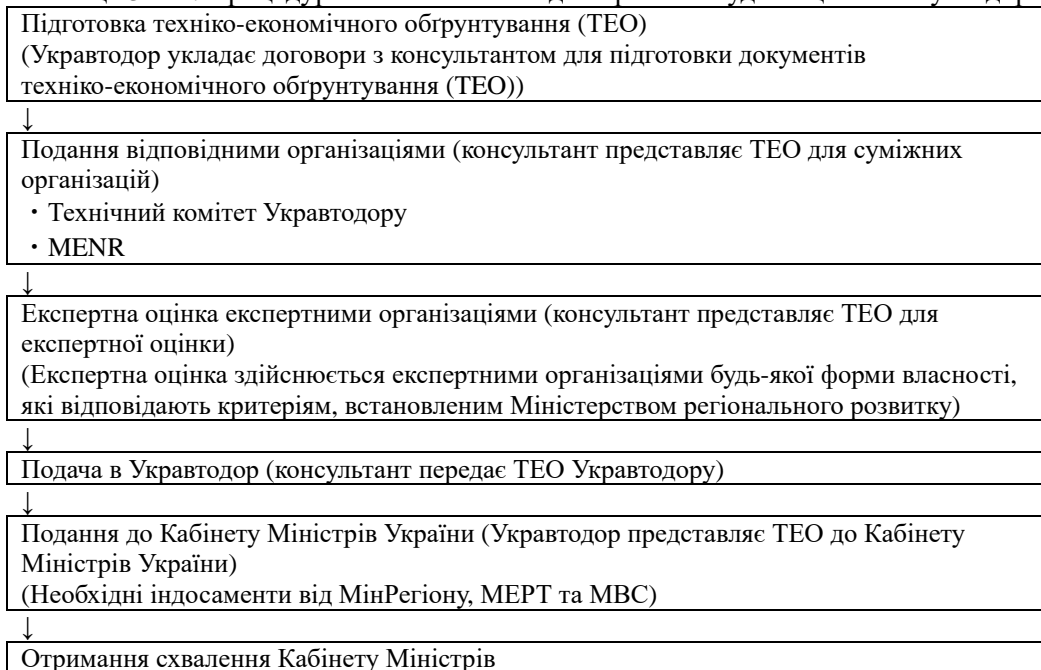 Підготовка техніко-економічного обґрунтування (ТЕО)
(Укравтодор укладає договори з консультантом для підготовки документів
техніко-економічного обґрунтування (ТЕО))
↓
Подання відповідними організаціями (консультант представляє ТЕО для суміжних
організацій)
・Технічний комітет Укравтодору
・MENR
↓
Експертна оцінка експертними організаціями (консультант представляє ТЕО для
експертної оцінки)
(Експертна оцінка здійснюється експертними організаціями будь-якої форми власності,
які відповідають критеріям, встановленим Міністерством регіонального розвитку)
↓
Подача в Укравтодор (консультант передає ТЕО Укравтодору)
↓
Подання до Кабінету Міністрів України (Укравтодор представляє ТЕО до Кабінету
Міністрів України)
(Необхідні індосаменти від МінРегіону, МЕРТ та МВС)
↓
Отримання схвалення Кабінету Міністрів